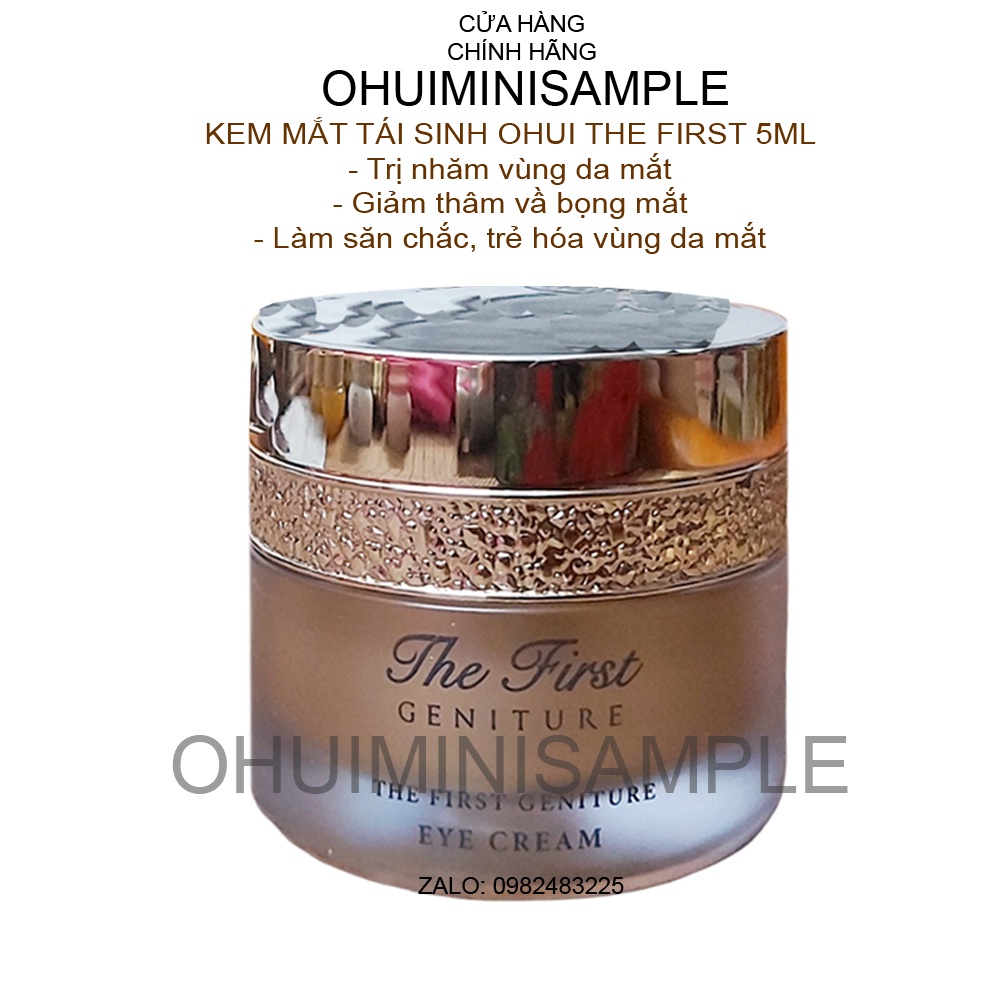 CỬA HÀNG
CHÍNH HÃNG
OHUIMINISAMPLE
KEM MẮT TÁI SINH OHUI THE FIRST 5ML
- Trị nhăm vùng da mắt
- Giảm thâm vầ bọng mắt
- Làm săn chắc, trẻ hóa vùng da mắt
The First
GENITURE
OHUIMINISAMPLE
THE FIRST GENITURE
EYE CREAM
ZALO: 0982483225